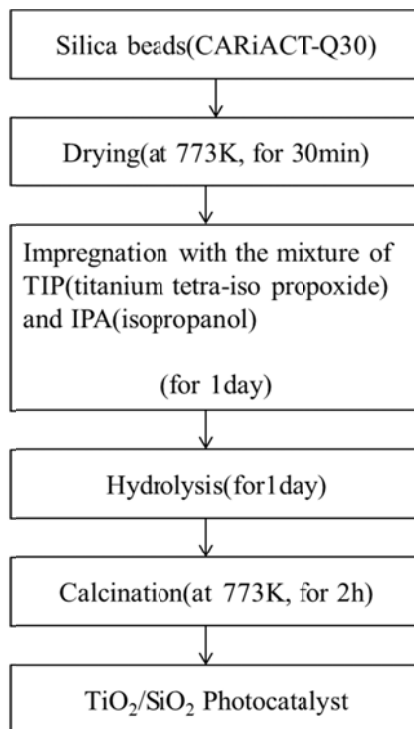 Silica beads(CARiACT-Q30)
Drying(at 773K, for 30min)
Impregnation with the mixture of
TIP(titanium tetra-iso propoxide)
and IPA(isopropanol)
(for 1day)
Hydrolysis(for1day)
Calcination(at 773K, for 2h)
TiO₂/SiO₂ Photocatalyst